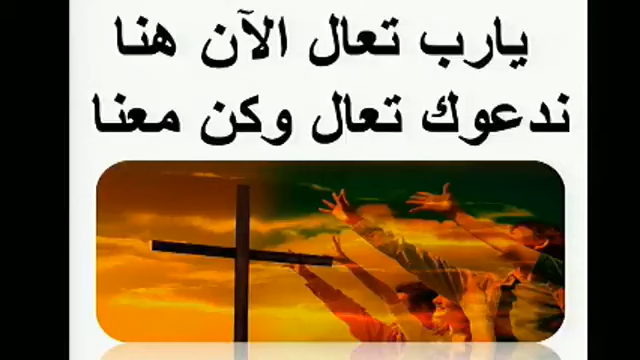 يارب تعال الآن هنا
ندعوك تعال وكن معنا